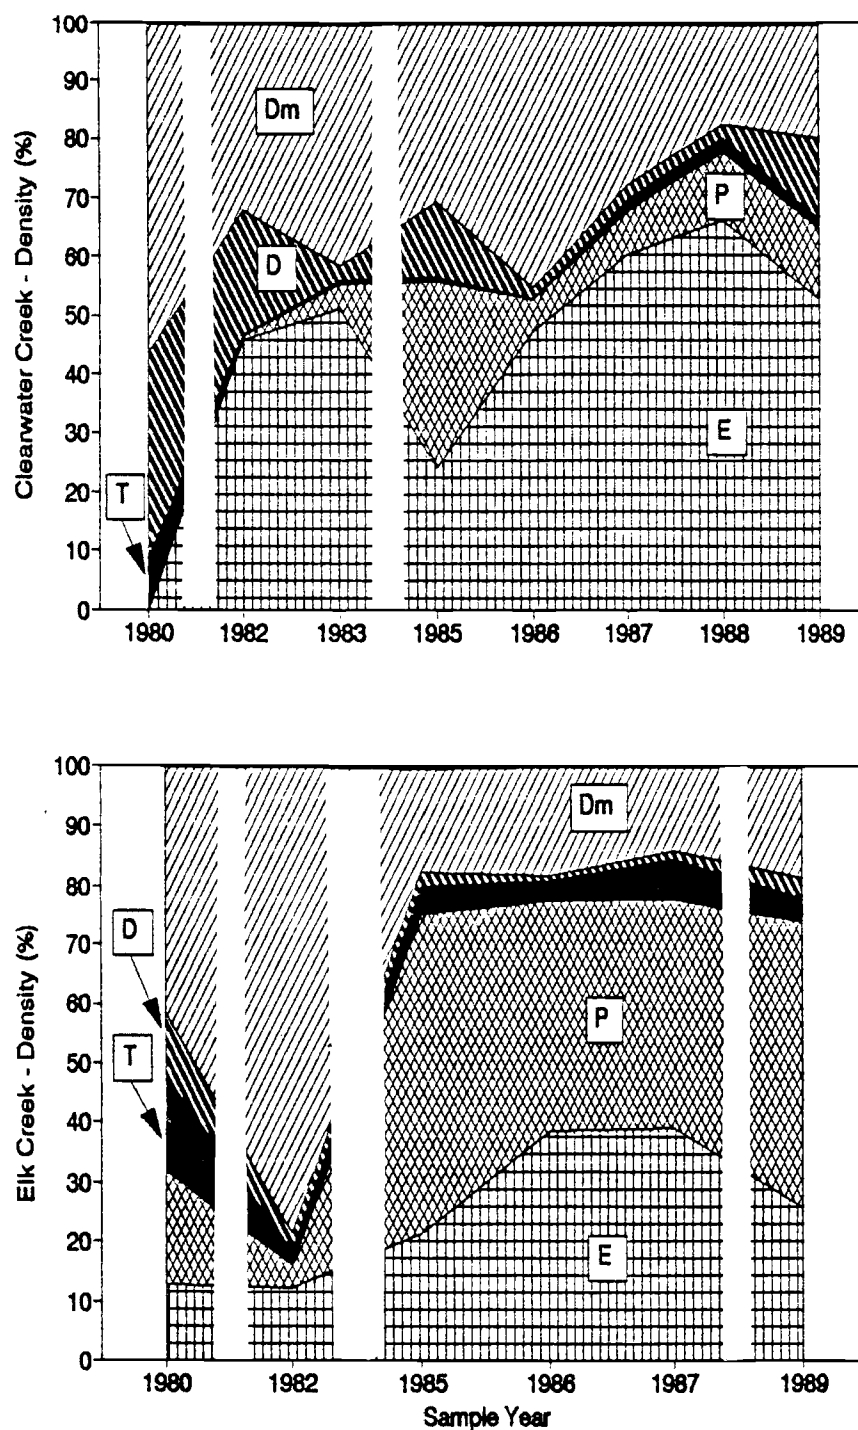 Clearwater Creek - Density (%)
100
90
80
70
60
50
40
30
20
10
0
Dm
D
P
E
T
1980 1982 1983 1985 1986 1987 1988 1989
Elk Creek - Density (%)
100
90
80
70
60
50
40
30
20
10
0
Dm
D
T
P
E
1980 1982 1985 1986 1987 1989
Sample Year